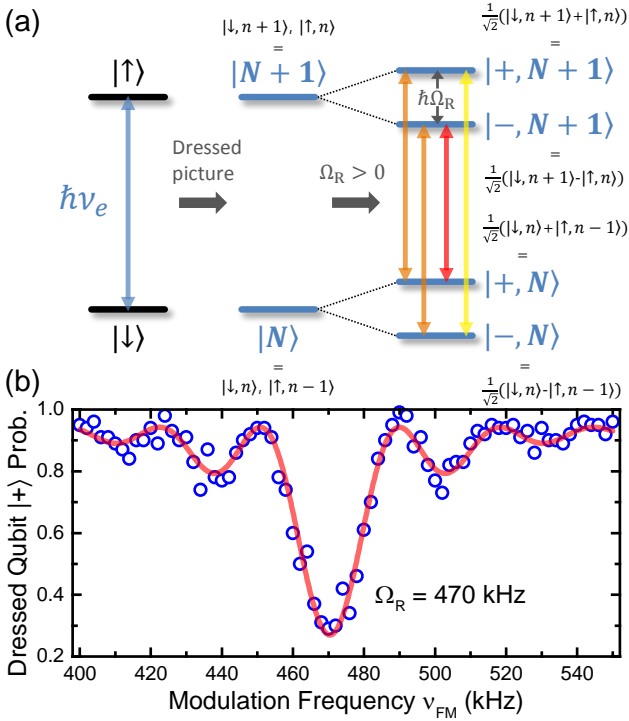 (a)
|↓, n+1⟩, |↑, n⟩
=
|N + 1⟩
|↑⟩
ħν_e
|↓⟩
Dressed
picture
Ω_R > 0
|N⟩
=
|↓, n⟩, |↑, n−1⟩
1/√2(|↓, n+1⟩+|↑, n⟩)
=
|+, N + 1⟩
ħΩ_R
|−, N + 1⟩
=
1/√2(|↓, n+1⟩-|↑, n⟩)
1/√2(|↓, n⟩+|↑, n−1⟩)
=
|+, N⟩
|−, N⟩
=
1/√2(|↓, n⟩-|↑, n−1⟩)
(b)
Dressed Qubit |+⟩ Prob.
1.0
0.8
0.6
0.4
0.2
Ω_R = 470 kHz
400 420 440 460 480 500 520 540
Modulation Frequency ν_FM (kHz)